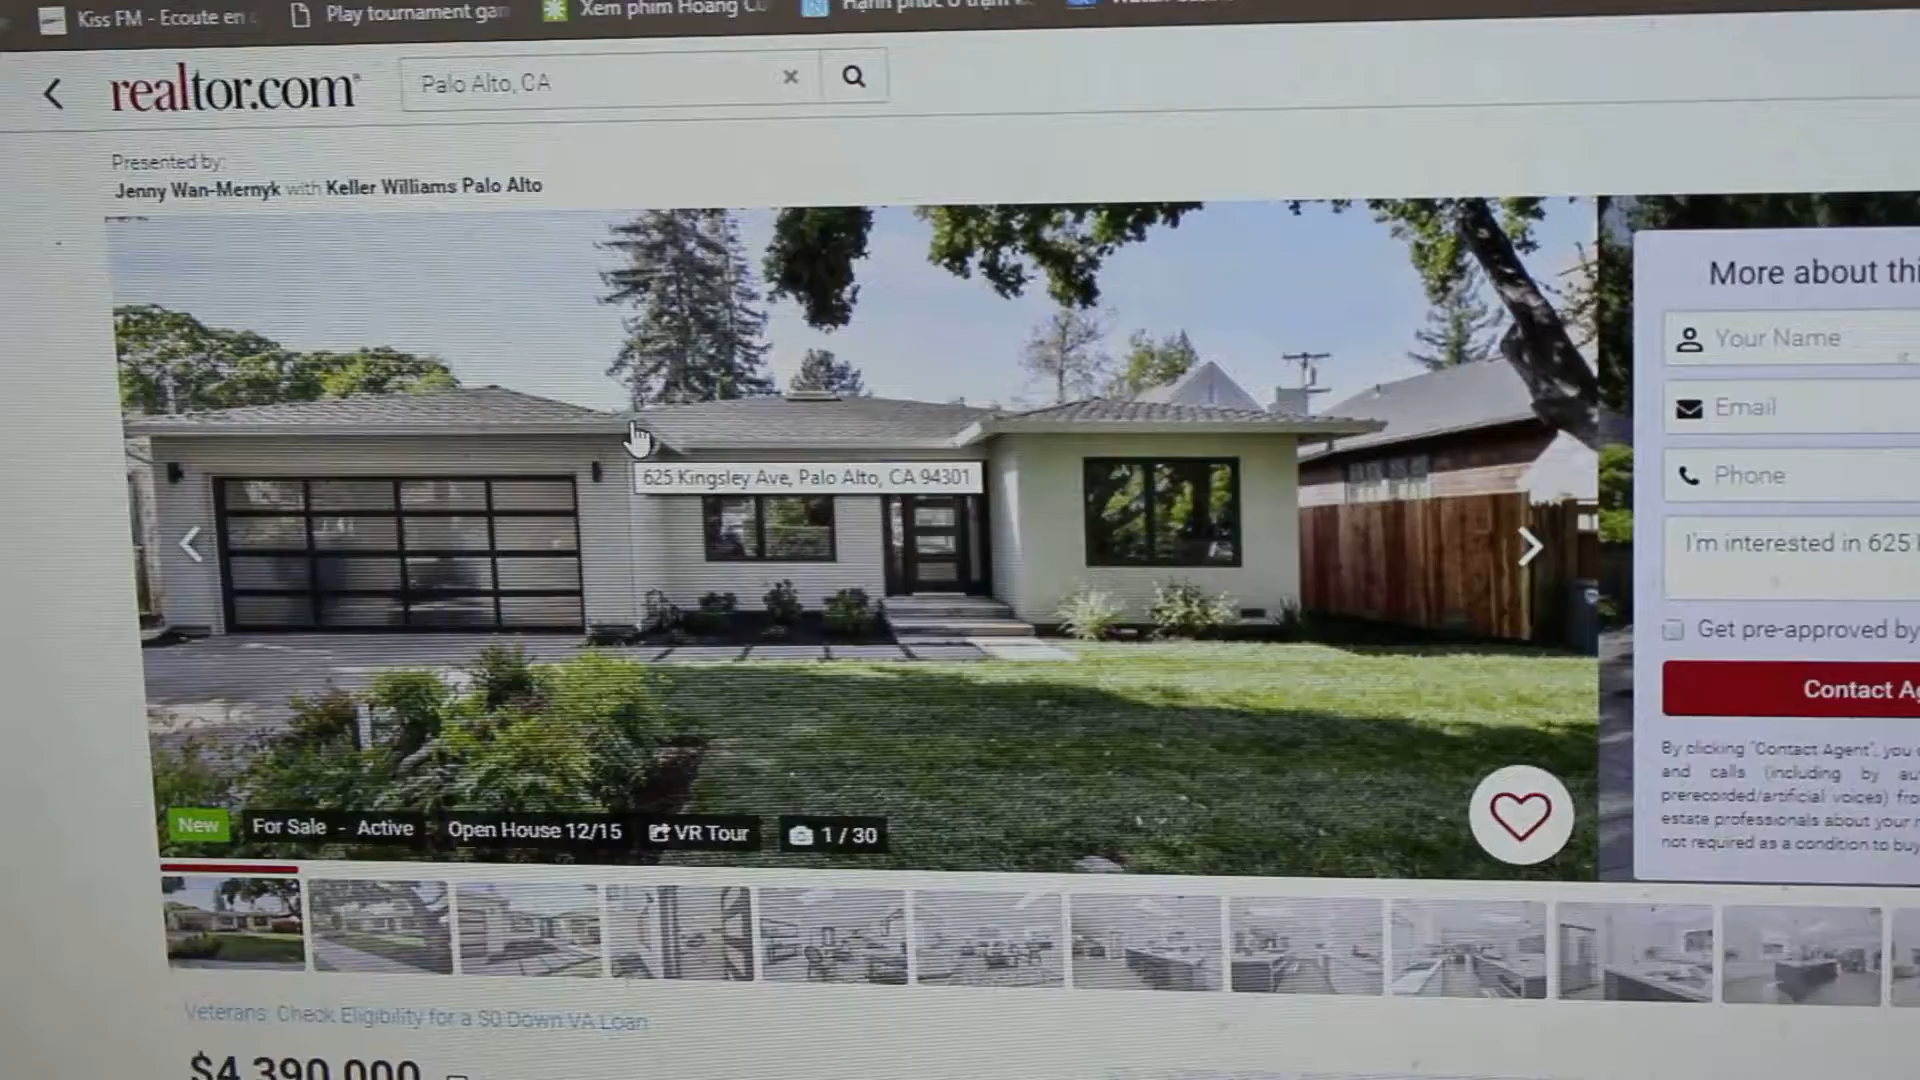 Kiss FM - Ecoute en
Play tournament gan
Xem phim Hoang
realtor.com
Palo Alto, CA
Presented by:
Jenny Wan-Mernyk with Keller Williams Palo Alto
More about thi
Your Name
Email
625 Kingsley Ave, Palo Alto, CA 94301
Phone
I'm interested in 625
Get pre-approved by
Contact Ag
By clicking "Contact Agent", you
and calls (including by au
prerecorded/artificial voices) fro
estate professionals about your
not required as a condition to buy
New
For Sale - Active
Open House 12/15
VR Tour
1 / 30
Veterans: Check Eligibility for a $0 Down VA Loan
$4,390,000